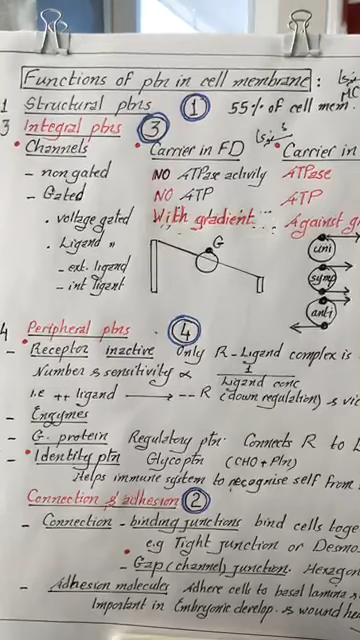 Functions of ptn in cell membrane :
1 Structural ptns ① 55% of cell mem.
3 Integral ptns ③
• Channels • Carrier in FD • Carrier in
- non gated NO ATPase activity ATPase
- Gated NO ATP ATP
. voltage gated With gradient Against g
. Ligand "
- ext. ligand
- int ligant
G
uni
symp
anti
4 Peripheral ptns ④
- Receptor inactive Only R-Ligand complex is
Number & sensitivity ∝ 1 / Ligand conc
i.e ++ ligand → -- R (down regulation) & vic
- Enzymes
- G. protein Regulatory ptn. Connects R to
- Identity ptn Glycoptn (CHO + Ptn)
Helps immune system to recognise self from
Connection & adhesion ②
- Connection - binding junctions bind cells toge
e.g Tight junction or Desmo
- Gap (channel) junction. Hexagon
- Adhesion molecules Adhere cells to basal lamina &
Important in Embryonic develop. & wound hea